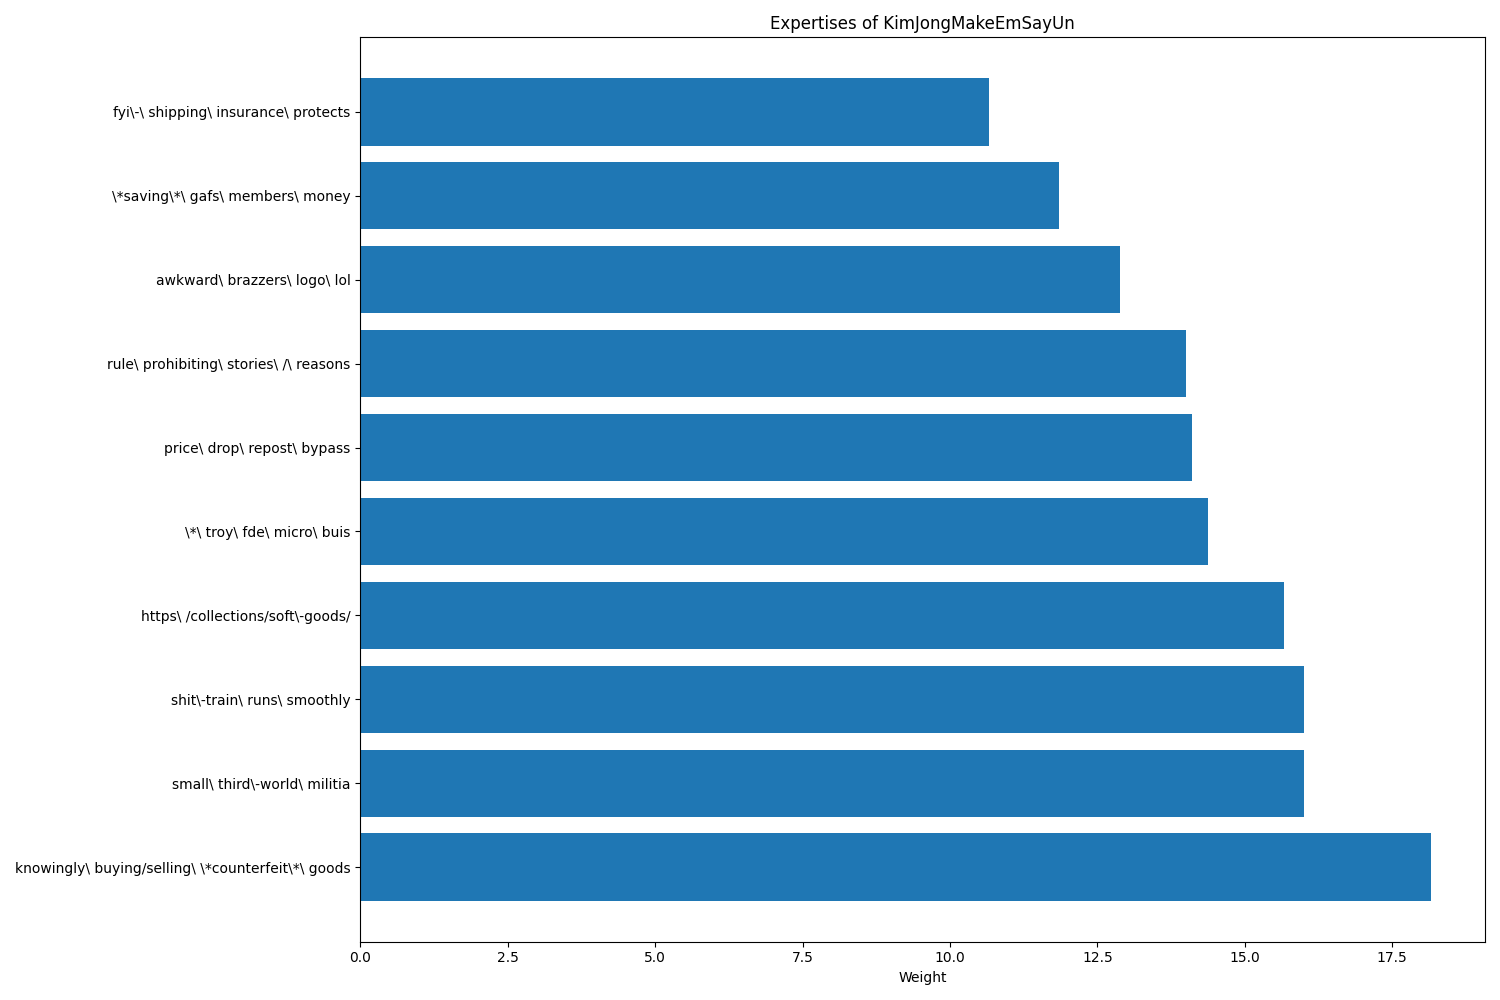 Expertises of KimJongMakeEmSayUn
fyi\-\ shipping\ insurance\ protects
\*saving\*\ gafs\ members\ money
awkward\ brazzers\ logo\ lol
rule\ prohibiting\ stories\ /\ reasons
price\ drop\ repost\ bypass
\*\ troy\ fde\ micro\ buis
https\ /collections/soft\-goods/
shit\-train\ runs\ smoothly
small\ third\-world\ militia
knowingly\ buying/selling\ \*counterfeit\*\ goods
0.0 2.5 5.0 7.5 10.0 12.5 15.0 17.5
Weight